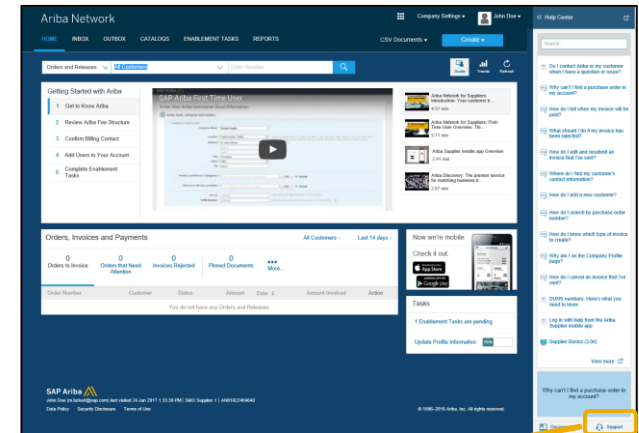 Ariba Network
Company Settings
John Doe
HOME INBOX OUTBOX CATALOGS ENABLEMENT TASKS REPORTS
CSV Documents
Create
Orders and Releases
All Customers
Order Number
Guide Trends Refresh
Getting Started with Ariba
1 Get to Know Ariba
2 Review Ariba Fee Structure
3 Confirm Billing Contact
4 Add Users to Your Account
5 Complete Enablement
Tasks
SAP Ariba First Time User
Ariba Network for Suppliers:
Introduction: Your customer
Ariba Network for Suppliers: First-
Time User Overview:
5:11 min
Ariba Supplier mobile app Overview
2:41 min
Ariba Discovery: The preview service
for matching business
2:57 min
Orders, Invoices and Payments
All Customers
Last 14 days
0
Orders to Invoice
0
Orders that Need
Attention
0
Invoices Rejected
0
Pinned Documents
More...
Order Number Customer Status Amount Date ↓ Amount Invoiced Action
You do not have any Orders and Releases.
Now we're mobile.
Check it out.
App Store
Google play
Tasks
1 Enablement Tasks are pending
Update Profile Information
SAP Ariba
Data Policy Security Disclosure Terms of Use
© 1996–2016 Ariba, Inc. All rights reserved.
<< Help Center
Search...
Do I contact Ariba or my customer
when I have a question or issue?
Why can't I find a purchase order in
my account?
How do I tell when my invoice will be
paid?
What should I do if my invoice has
been rejected?
How do I edit and resubmit an
invoice that I've sent?
Where do I find my customer's
contact information?
How do I add a new customer?
How do I search by purchase order
number?
How do I know which type of invoice
to create?
Why am I on the Company Profile
page?
How do I cancel an invoice that I've
sent?
DUNS numbers: Here's what you
need to know
Log in with help from the Ariba
Supplier mobile app
Supplier Basics (3:06)
View more
Why can't I find a purchase order in
my account?
Support